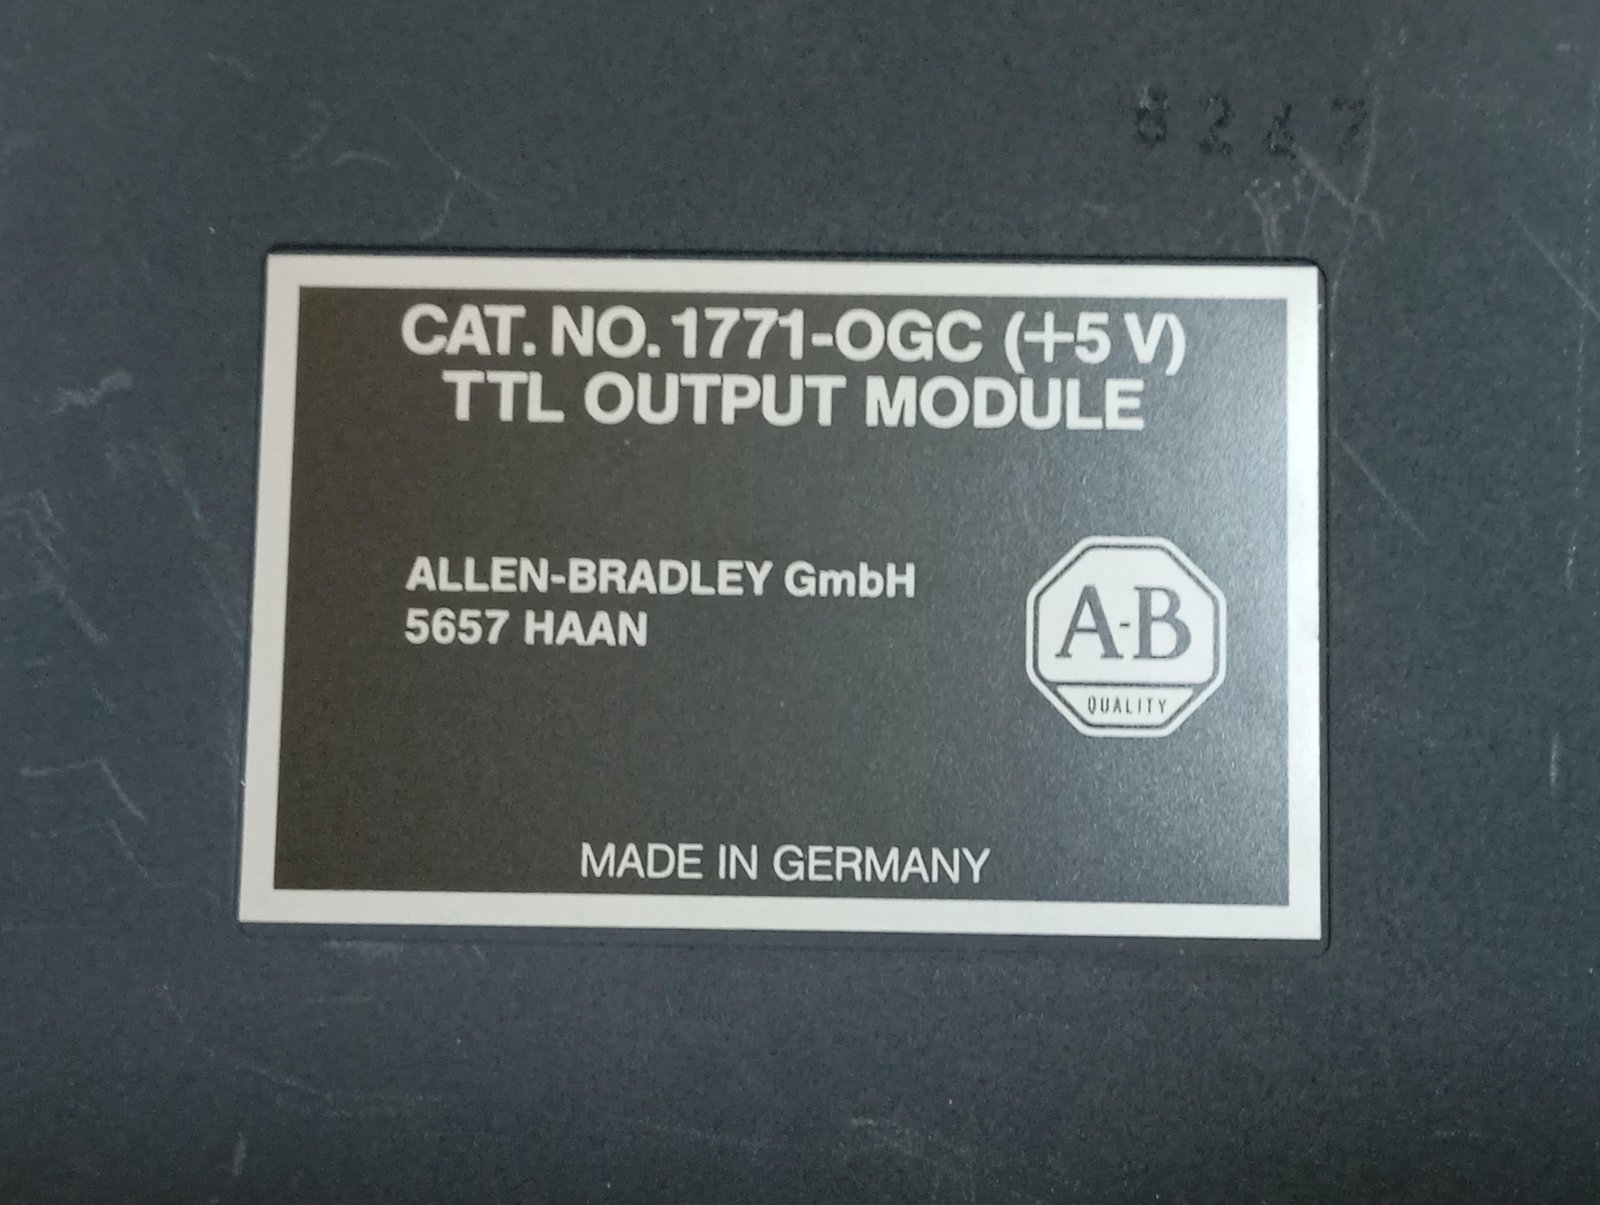 CAT. NO. 1771-OGC (+5 V)
TTL OUTPUT MODULE
ALLEN-BRADLEY GmbH
5657 HAAN
A-B
QUALITY
MADE IN GERMANY